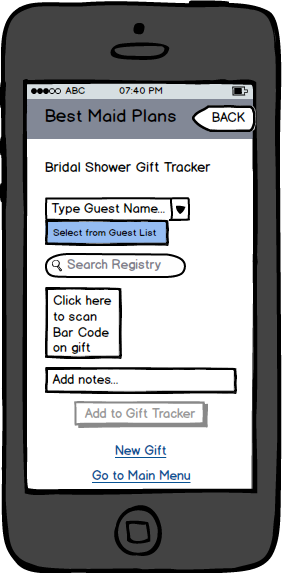 ABC 07:40 PM
Best Maid Plans BACK
Bridal Shower Gift Tracker
Type Guest Name...
Select from Guest List
Search Registry
Click here
to scan
Bar Code
on gift
Add notes...
Add to Gift Tracker
New Gift
Go to Main Menu